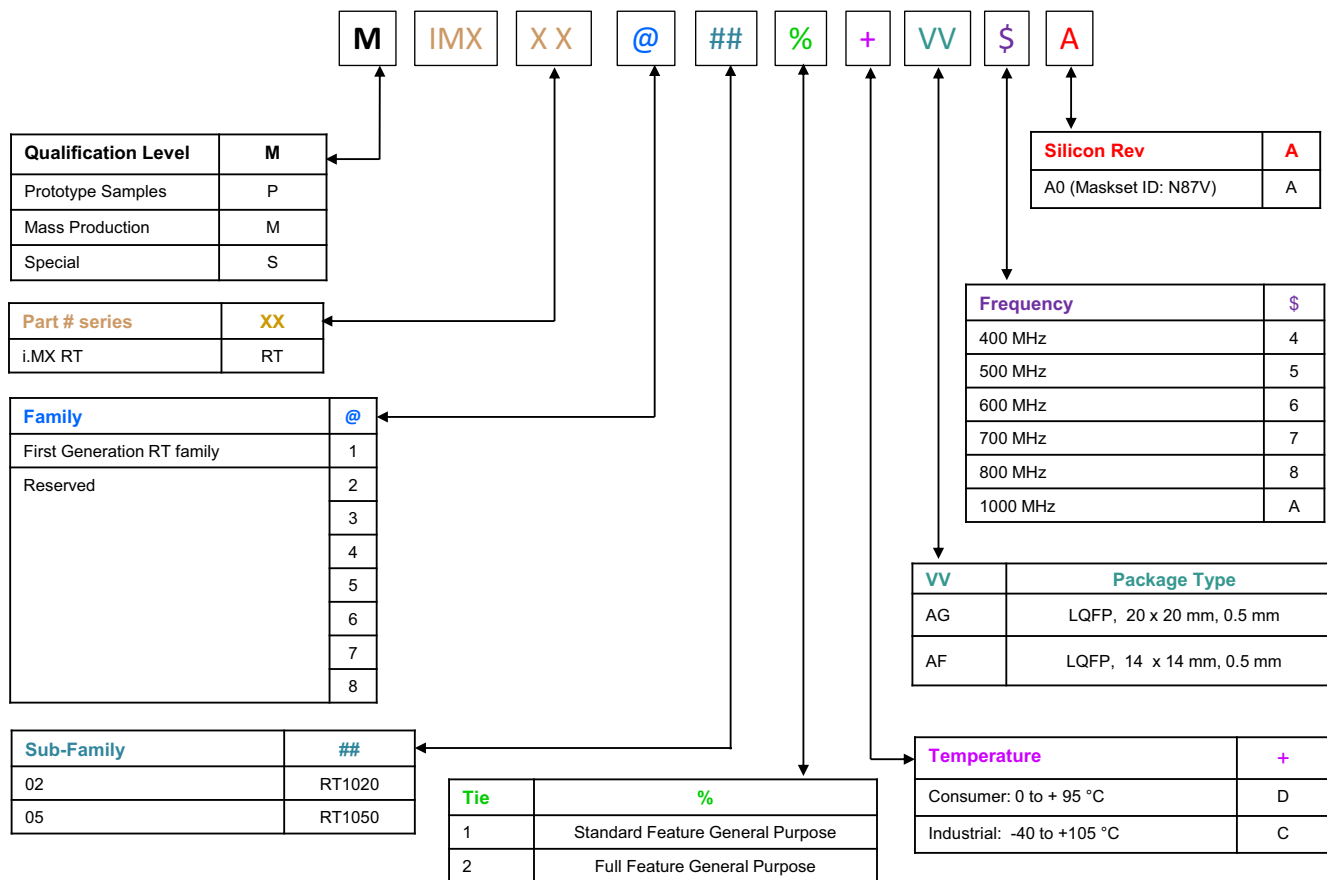 M IMX X X @ ## % + VV $ A
Qualification Level M
Prototype Samples P
Mass Production M
Special S
Part # series XX
i.MX RT RT
Family @
First Generation RT family 1
Reserved 2
3
4
5
6
7
8
Sub-Family ##
02 RT1020
05 RT1050
Tie %
1 Standard Feature General Purpose
2 Full Feature General Purpose
Silicon Rev A
A0 (Maskset ID: N87V) A
Frequency $
400 MHz 4
500 MHz 5
600 MHz 6
700 MHz 7
800 MHz 8
1000 MHz A
VV Package Type
AG LQFP, 20 x 20 mm, 0.5 mm
AF LQFP, 14 x 14 mm, 0.5 mm
Temperature +
Consumer: 0 to + 95 °C D
Industrial: -40 to +105 °C C